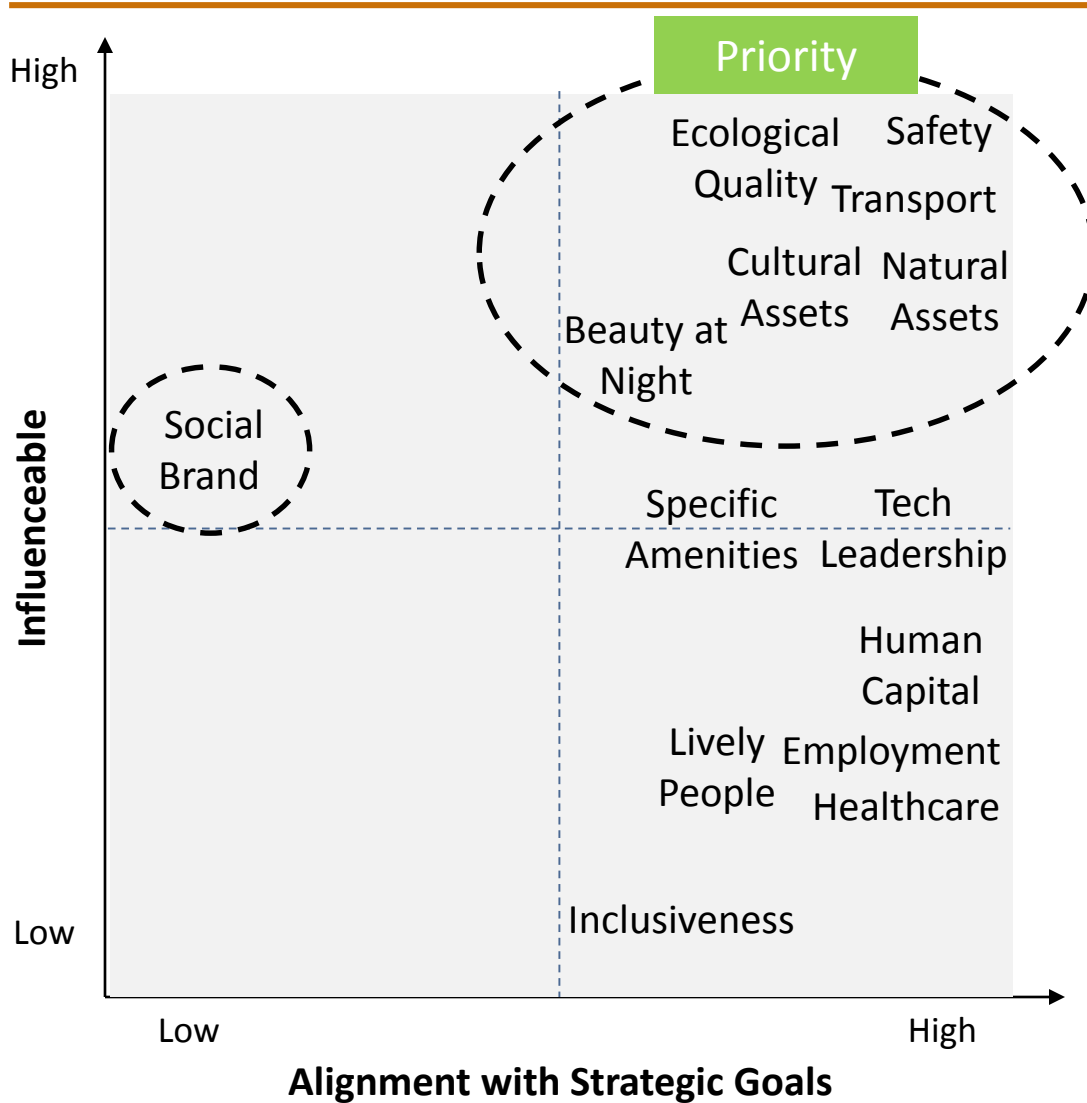 Priority
High
Ecological
Quality
Safety
Transport
Cultural
Assets
Natural
Assets
Beauty at
Night
Social
Brand
Influenceable
Specific
Amenities
Tech
Leadership
Human
Capital
Lively
People
Employment
Healthcare
Low
Inclusiveness
Low
High
Alignment with Strategic Goals